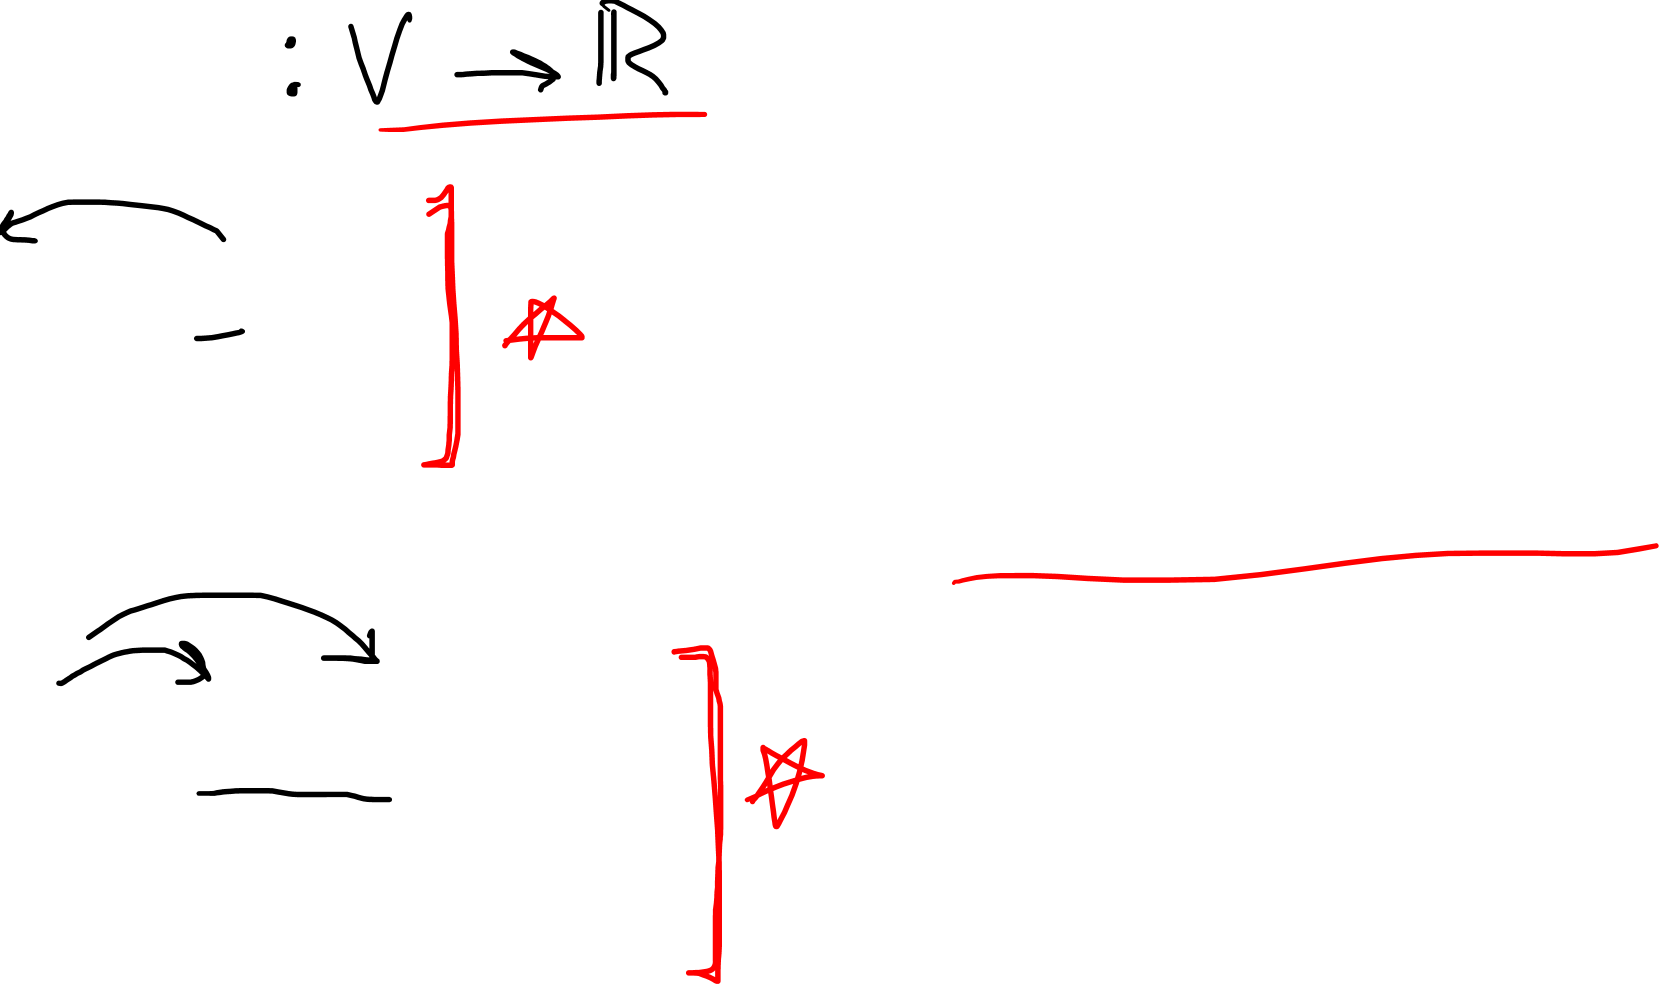 : V → ℝ